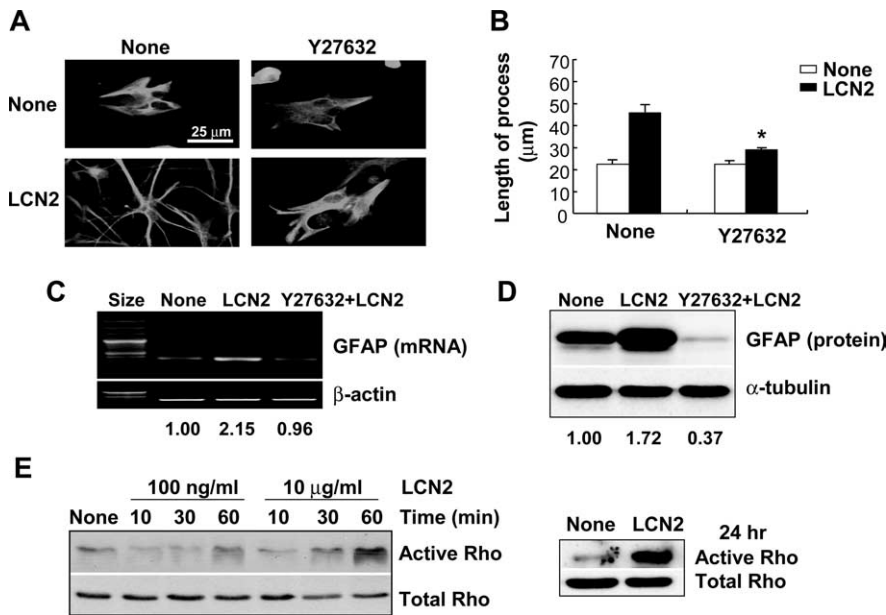 A
None
Y27632
None
25 μm
LCN2
B
70
60
50
40
30
20
10
0
Length of process
(μm)
None
LCN2
*
None
Y27632
C
Size
None
LCN2
Y27632+LCN2
GFAP (mRNA)
β-actin
1.00 2.15 0.96
D
None
LCN2
Y27632+LCN2
GFAP (protein)
α-tubulin
1.00 1.72 0.37
E
100 ng/ml
10 μg/ml
LCN2
None
10 30 60 10 30 60
Time (min)
Active Rho
Total Rho
None
LCN2
24 hr
Active Rho
Total Rho